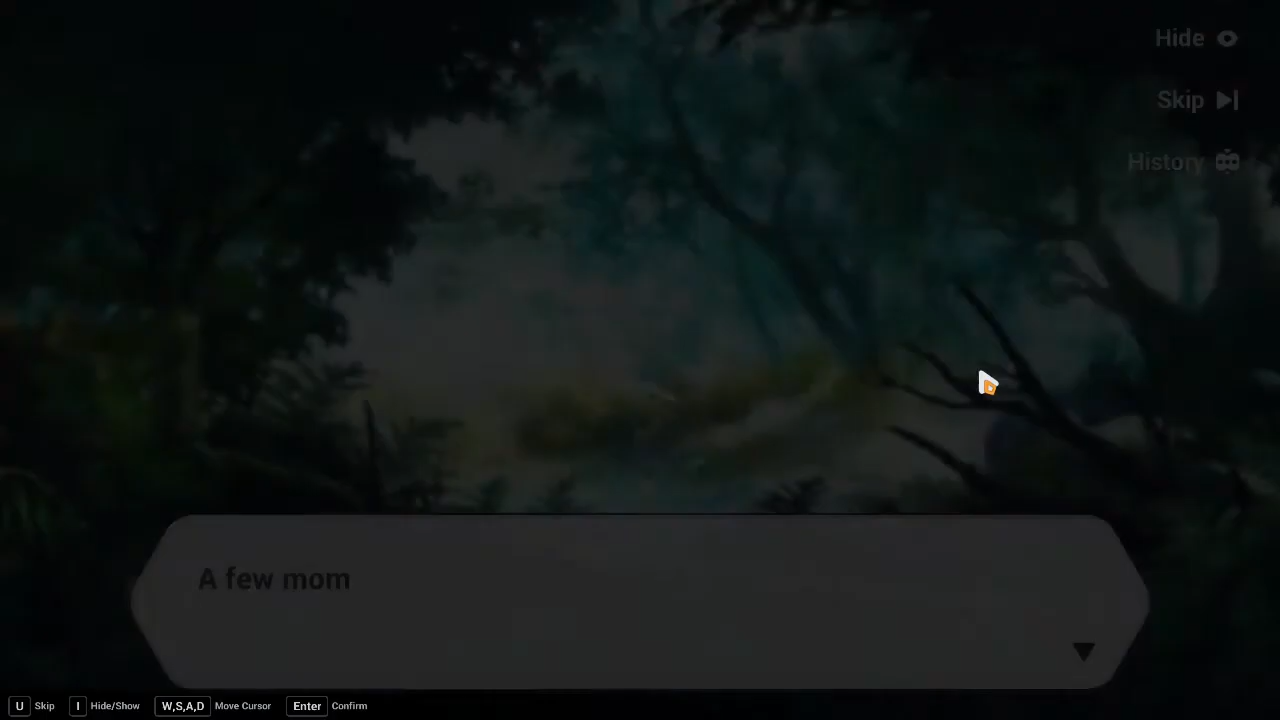 Hide
Skip
History
A few mom
U Skip I Hide/Show W,S,A,D Move Cursor Enter Confirm